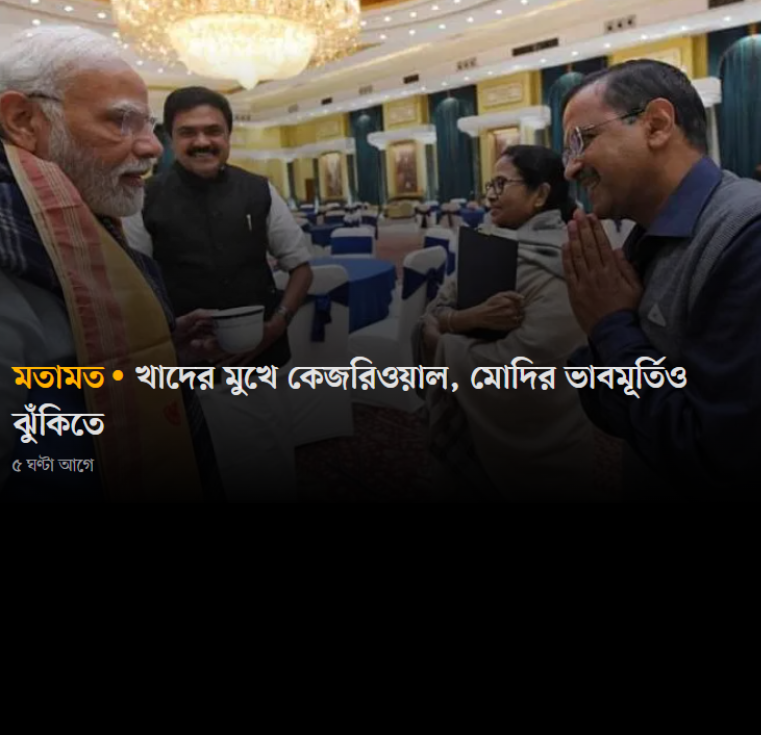 মতামত • খাদের মুখে কেজরিওয়াল, মোদির ভাবমূর্তিও
ঝুঁকিতে
৫ ঘণ্টা আগে